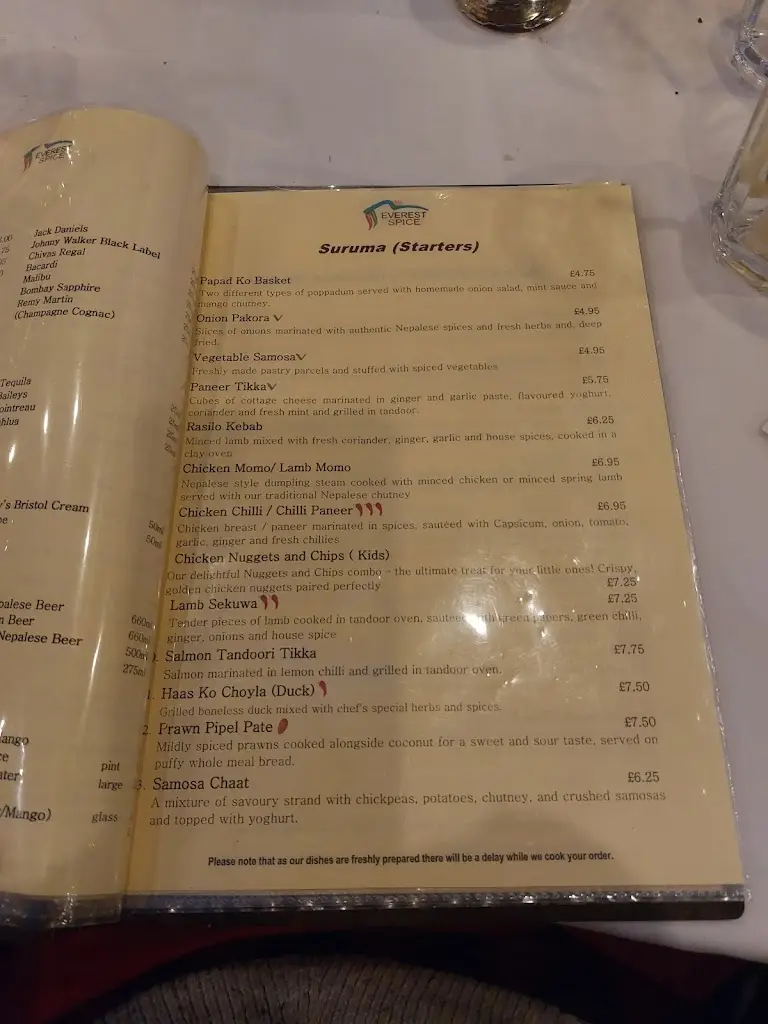 EVEREST
SPICE
Jack Daniels
Johnny Walker Black Label
Chivas Regal
Bacardi
Malibu
Bombay Sapphire
Remy Martin
(Champagne Cognac)
Tequila
Baileys
ointreau
's Bristol Cream
50ml
50ml
palese Beer
n Beer
Nepalese Beer
660ml
660ml
500ml
275ml
ango
pint
large
/Mango)
glass
EVEREST
SPICE
Suruma (Starters)
Papad Ko Basket £4.75
Two different types of poppadum served with homemade onion salad, mint sauce and
mango chutney.
Onion Pakora V £4.95
Slices of onions marinated with authentic Nepalese spices and fresh herbs and, deep
fried.
Vegetable Samosa V £4.95
Freshly made pastry parcels and stuffed with spiced vegetables
Paneer Tikka V £5.75
Cubes of cottage cheese marinated in ginger and garlic paste, flavoured yoghurt,
coriander and fresh mint and grilled in tandoor.
Rasilo Kebab £6.25
Minced lamb mixed with fresh coriander, ginger, garlic and house spices, cooked in a
clay oven
Chicken Momo/ Lamb Momo £6.95
Nepalese style dumpling steam cooked with minced chicken or minced spring lamb
served with our traditional Nepalese chutney
Chicken Chilli / Chilli Paneer £6.95
Chicken breast / paneer marinated in spices, sautéed with Capsicum, onion, tomato,
garlic, ginger and fresh chillies
Chicken Nuggets and Chips ( Kids)
Our delightful Nuggets and Chips combo - the ultimate treat for your little ones! Crispy,
golden chicken nuggets paired perfectly £7.25
Lamb Sekuwa £7.25
Tender pieces of lamb cooked in tandoor oven, sauteed with green papers, green chilli,
ginger, onions and house spice
Salmon Tandoori Tikka £7.75
Salmon marinated in lemon chilli and grilled in tandoor oven.
1. Haas Ko Choyla (Duck) £7.50
Grilled boneless duck mixed with chef's special herbs and spices.
2. Prawn Pipel Pate £7.50
Mildly spiced prawns cooked alongside coconut for a sweet and sour taste, served on
puffy whole meal bread.
3. Samosa Chaat £6.25
A mixture of savoury strand with chickpeas, potatoes, chutney, and crushed samosas
and topped with yoghurt.
Please note that as our dishes are freshly prepared there will be a delay while we cook your order.